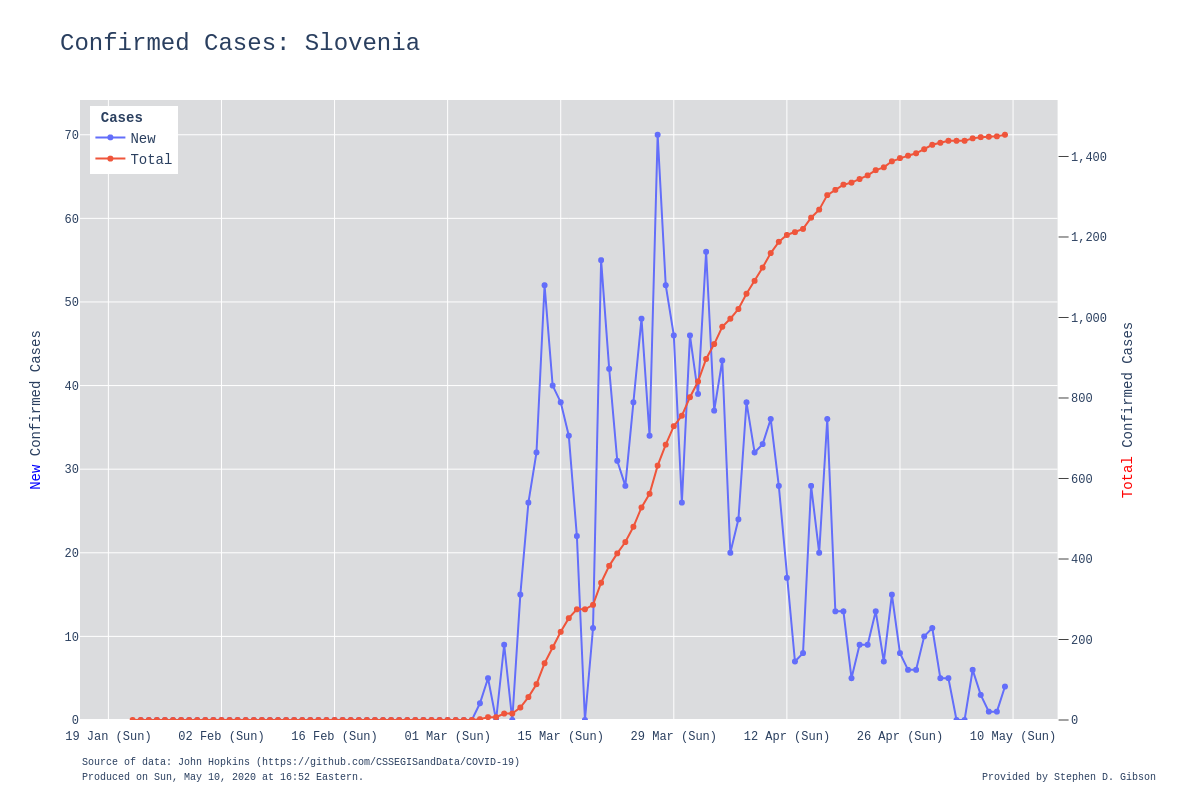 Confirmed Cases: Slovenia
Cases
New
Total
70
60
50
40
30
20
10
0
1,400
1,200
1,000
800
600
400
200
0
New Confirmed Cases
Total Confirmed Cases
19 Jan (Sun)
02 Feb (Sun)
16 Feb (Sun)
01 Mar (Sun)
15 Mar (Sun)
29 Mar (Sun)
12 Apr (Sun)
26 Apr (Sun)
10 May (Sun)
Source of data: John Hopkins (https://github.com/CSSEGISandData/COVID-19)
Produced on Sun, May 10, 2020 at 16:52 Eastern.
Provided by Stephen D. Gibson